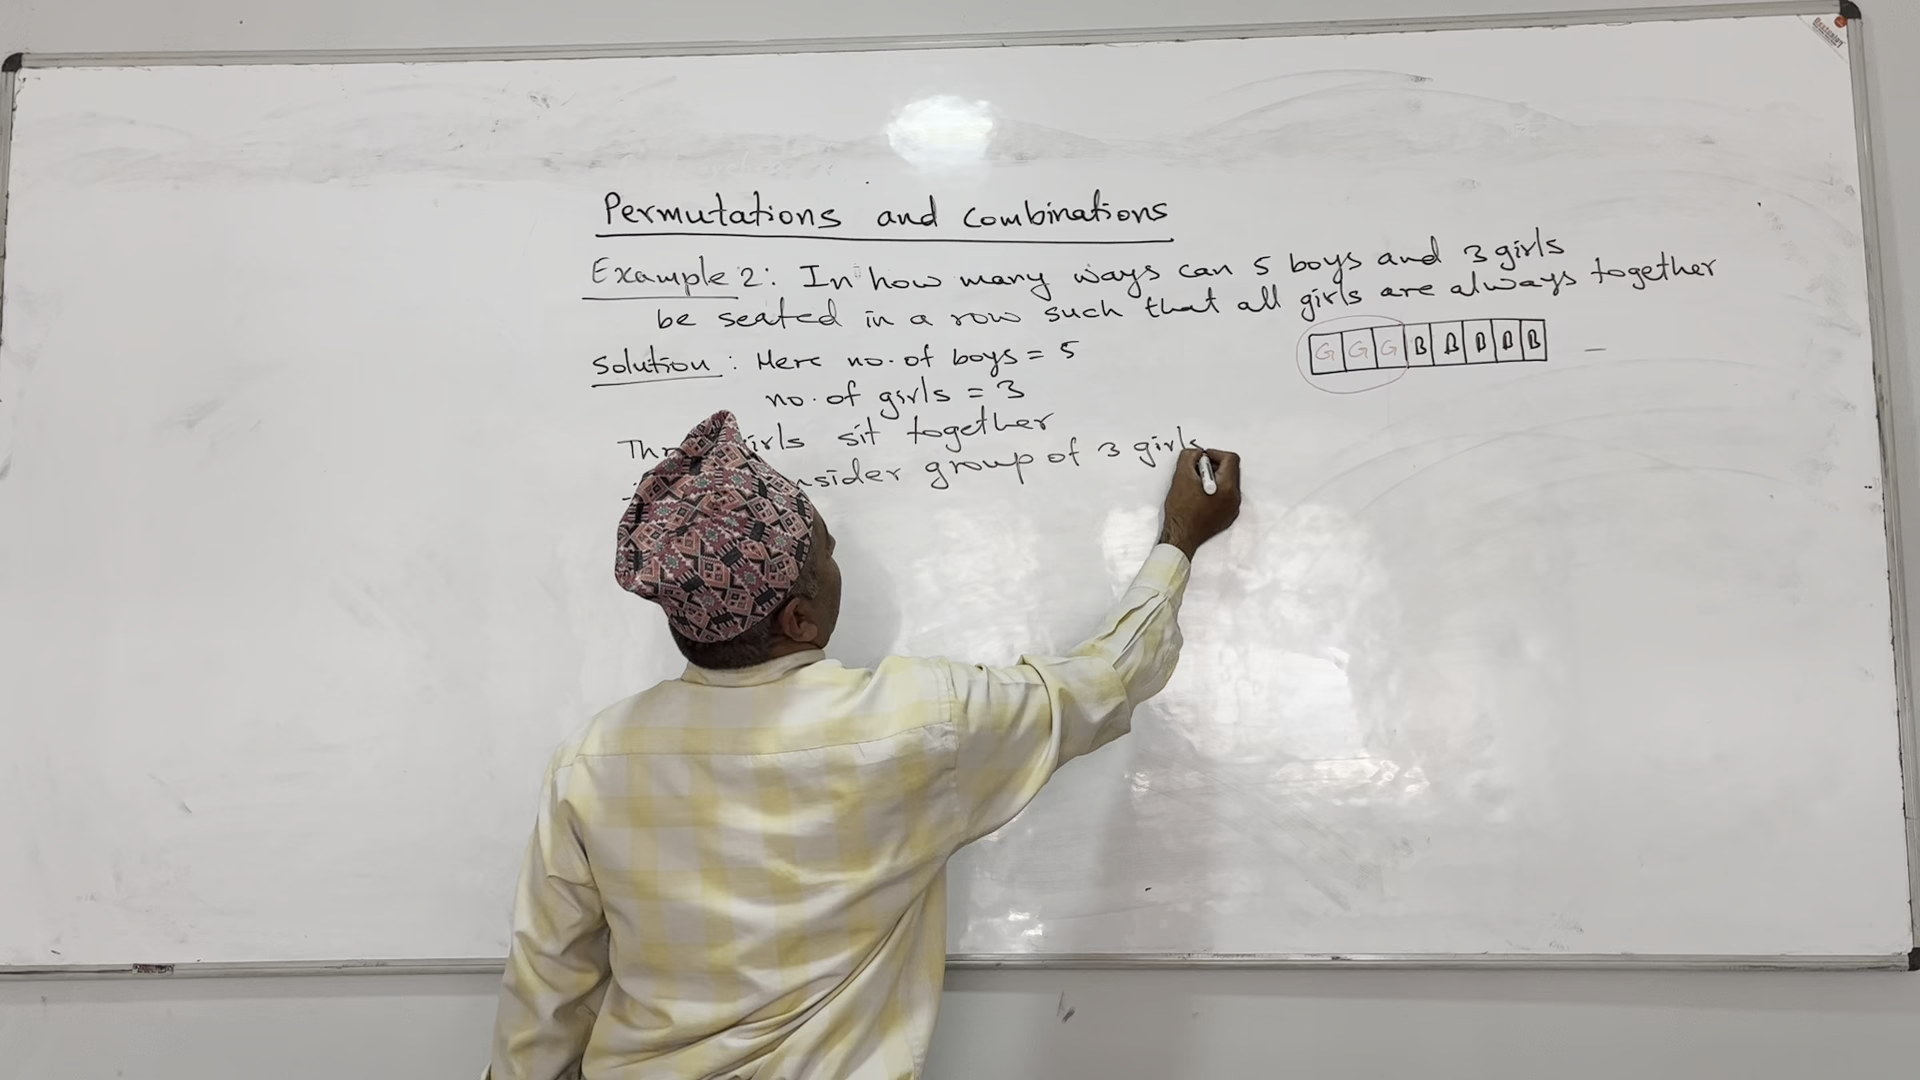 Permutations and combinations
Example 2: In how many ways can 5 boys and 3 girls
be seated in a row such that all girls are always together
G G G B B B B B
Solution: Here no. of boys = 5
no. of girls = 3
sit together
group of 3 girls